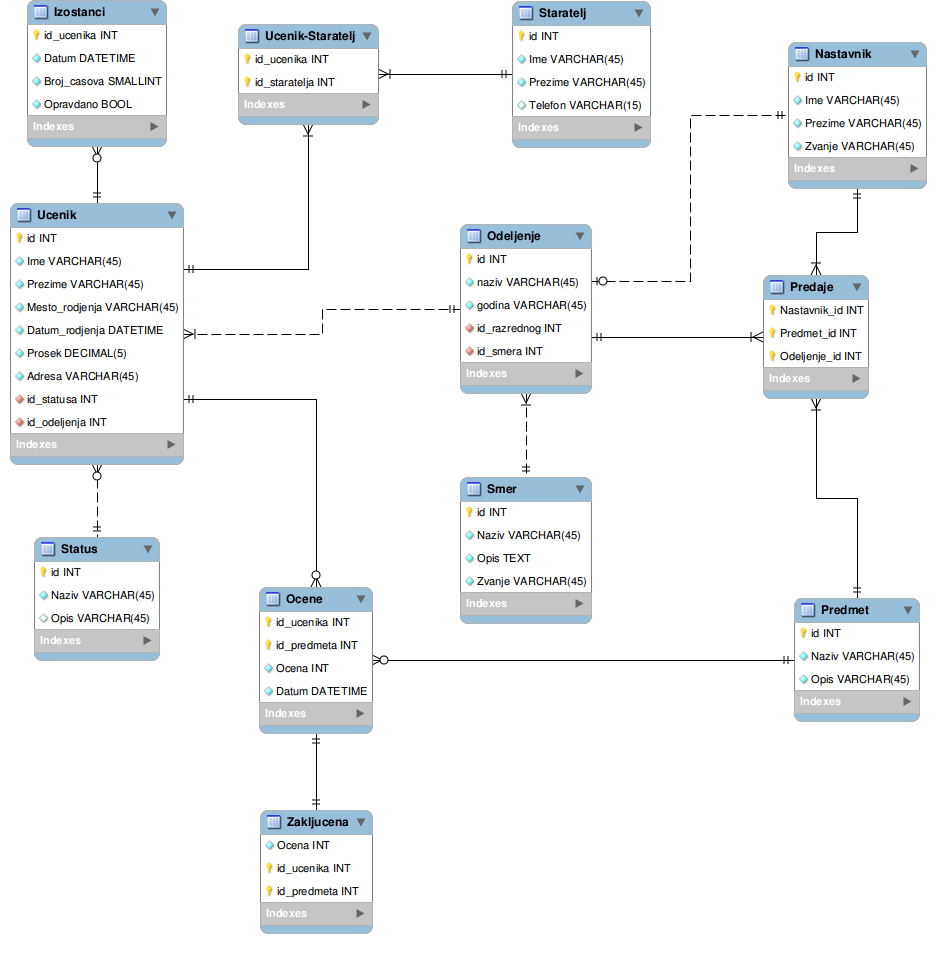 Izostanci
id_ucenika INT
Datum DATETIME
Broj_casova SMALLINT
Opravdano BOOL
Indexes
Ucenik-Staratelj
id_ucenika INT
id_staratelja INT
Indexes
Staratelj
id INT
Ime VARCHAR(45)
Prezime VARCHAR(45)
Telefon VARCHAR(15)
Indexes
Nastavnik
id INT
Ime VARCHAR(45)
Prezime VARCHAR(45)
Zvanje VARCHAR(45)
Indexes
Ucenik
id INT
Ime VARCHAR(45)
Prezime VARCHAR(45)
Mesto_rodjenja VARCHAR(45)
Datum_rodjenja DATETIME
Prosek DECIMAL(5)
Adresa VARCHAR(45)
id_statusa INT
id_odeljenja INT
Indexes
Odeljenje
id INT
naziv VARCHAR(45)
godina VARCHAR(45)
id_razrednog INT
id_smera INT
Indexes
Predaje
Nastavnik_id INT
Predmet_id INT
Odeljenje_id INT
Indexes
Status
id INT
Naziv VARCHAR(45)
Opis VARCHAR(45)
Indexes
Smer
id INT
Naziv VARCHAR(45)
Opis TEXT
Zvanje VARCHAR(45)
Indexes
Ocene
id_ucenika INT
id_predmeta INT
Ocena INT
Datum DATETIME
Indexes
Predmet
id INT
Naziv VARCHAR(45)
Opis VARCHAR(45)
Indexes
Zakljucena
Ocena INT
id_ucenika INT
id_predmeta INT
Indexes